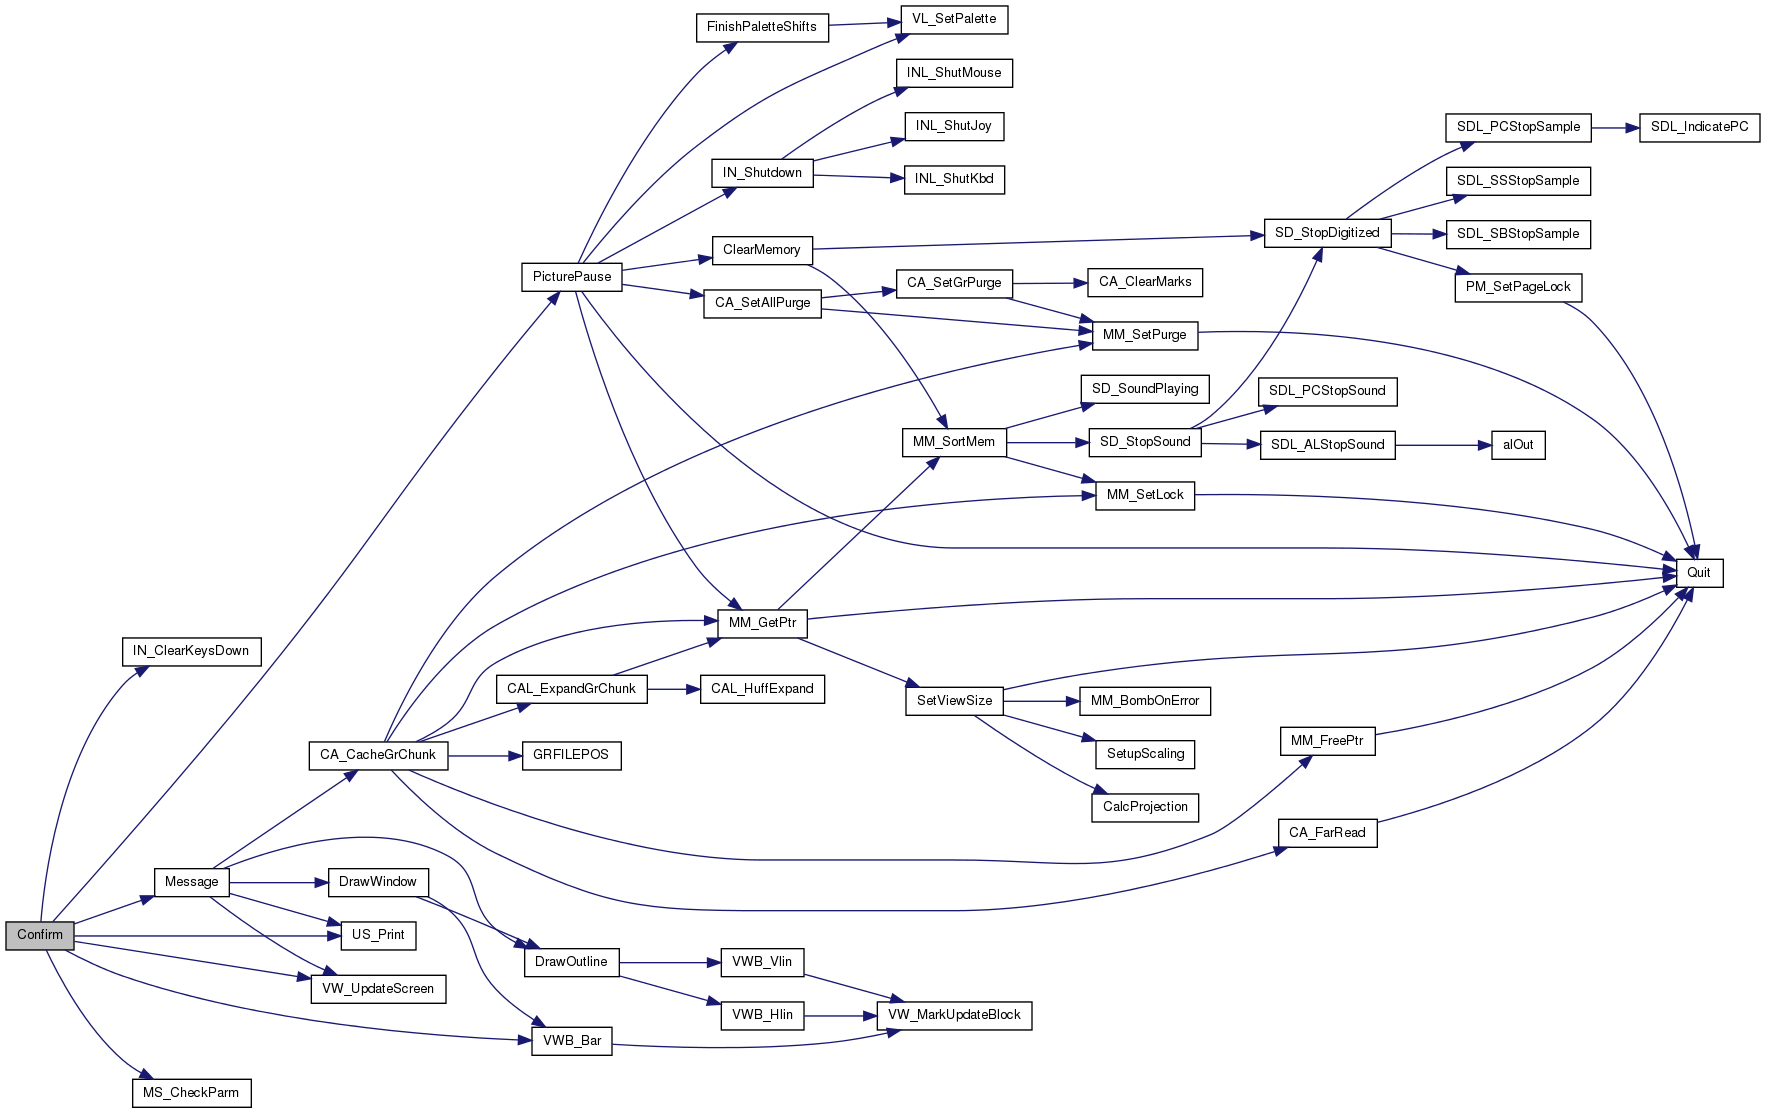 FinishPaletteShifts
VL_SetPalette
INL_ShutMouse
INL_ShutJoy
SDL_PCStopSample
SDL_IndicatePC
IN_Shutdown
INL_ShutKbd
SDL_SSStopSample
SD_StopDigitized
SDL_SBStopSample
ClearMemory
PicturePause
CA_SetGrPurge
CA_ClearMarks
PM_SetPageLock
CA_SetAllPurge
MM_SetPurge
SD_SoundPlaying
SDL_PCStopSound
MM_SortMem
SD_StopSound
SDL_ALStopSound
alOut
MM_SetLock
Quit
MM_GetPtr
IN_ClearKeysDown
CAL_ExpandGrChunk
CAL_HuffExpand
SetViewSize
MM_BombOnError
CA_CacheGrChunk
GRFILEPOS
SetupScaling
MM_FreePtr
CalcProjection
CA_FarRead
Message
DrawWindow
Confirm
US_Print
DrawOutline
VWB_Vlin
VW_UpdateScreen
VWB_Hlin
VW_MarkUpdateBlock
VWB_Bar
MS_CheckParm